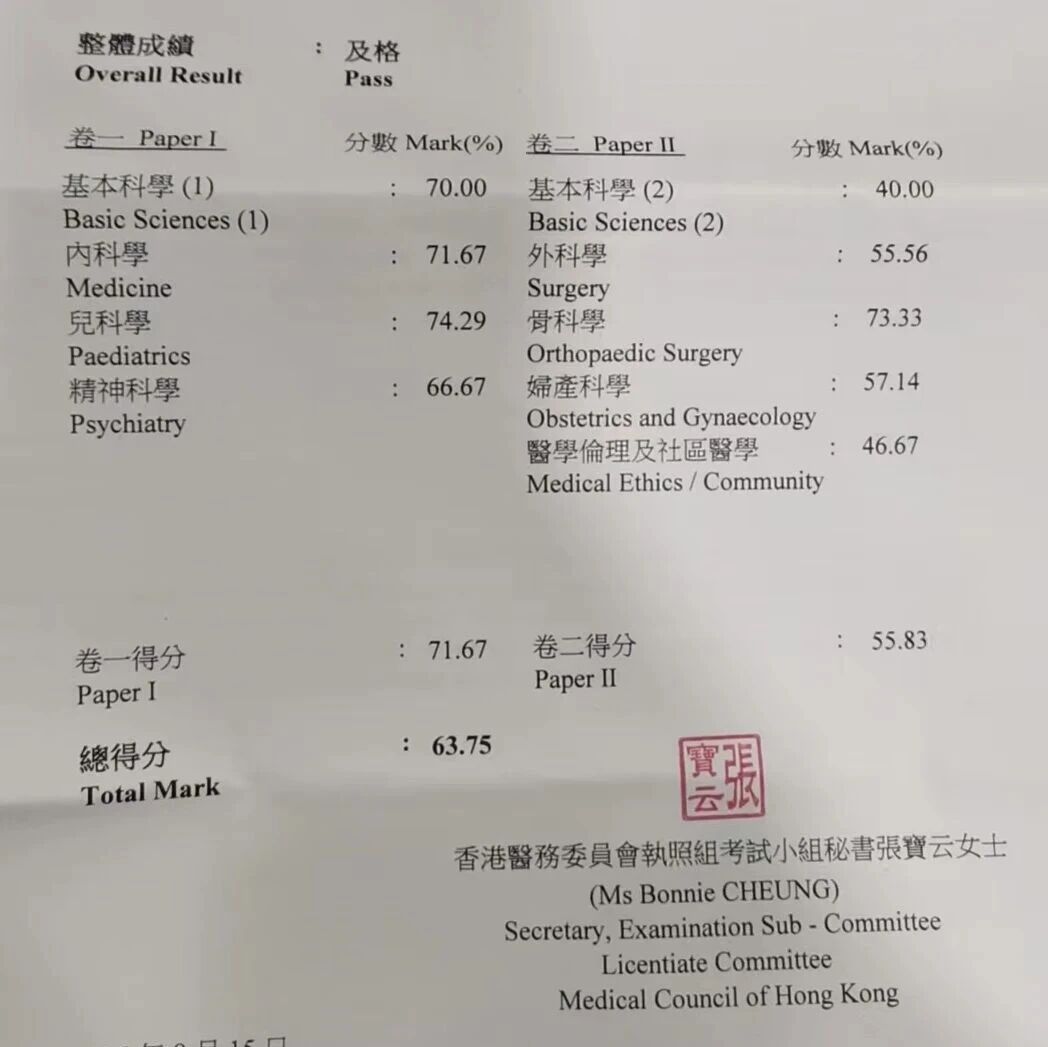 整體成績 : 及格
Overall Result Pass
卷一 Paper I 分數 Mark(%)
基本科學 (1) : 70.00
Basic Sciences (1)
內科學 : 71.67
Medicine
兒科學 : 74.29
Paediatrics
精神科學 : 66.67
Psychiatry
卷二 Paper II 分數 Mark(%)
基本科學 (2) : 40.00
Basic Sciences (2)
外科學 : 55.56
Surgery
骨科學 : 73.33
Orthopaedic Surgery
婦產科學 : 57.14
Obstetrics and Gynaecology
醫學倫理及社區醫學 : 46.67
Medical Ethics / Community
卷一得分 : 71.67
Paper I
卷二得分 : 55.83
Paper II
總得分 : 63.75
Total Mark
張寶云
香港醫務委員會執照組考試小組秘書張寶云女士
(Ms Bonnie CHEUNG)
Secretary, Examination Sub - Committee
Licentiate Committee
Medical Council of Hong Kong
月15日